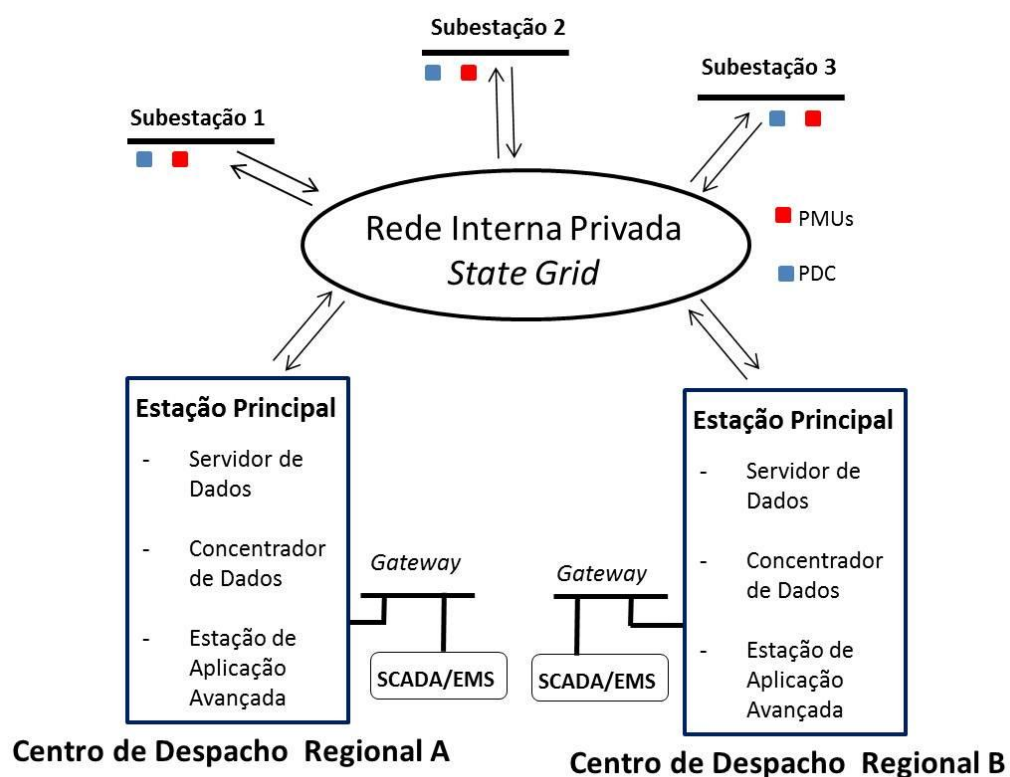 Subestação 2
Subestação 3
Subestação 1
Rede Interna Privada
State Grid
PMUs
PDC
Estação Principal
- Servidor de
Dados
- Concentrador
de Dados
- Estação de
Aplicação
Avançada
Gateway
SCADA/EMS
Centro de Despacho Regional A
Estação Principal
- Servidor de
Dados
- Concentrador
de Dados
- Estação de
Aplicação
Avançada
Gateway
SCADA/EMS
Centro de Despacho Regional B